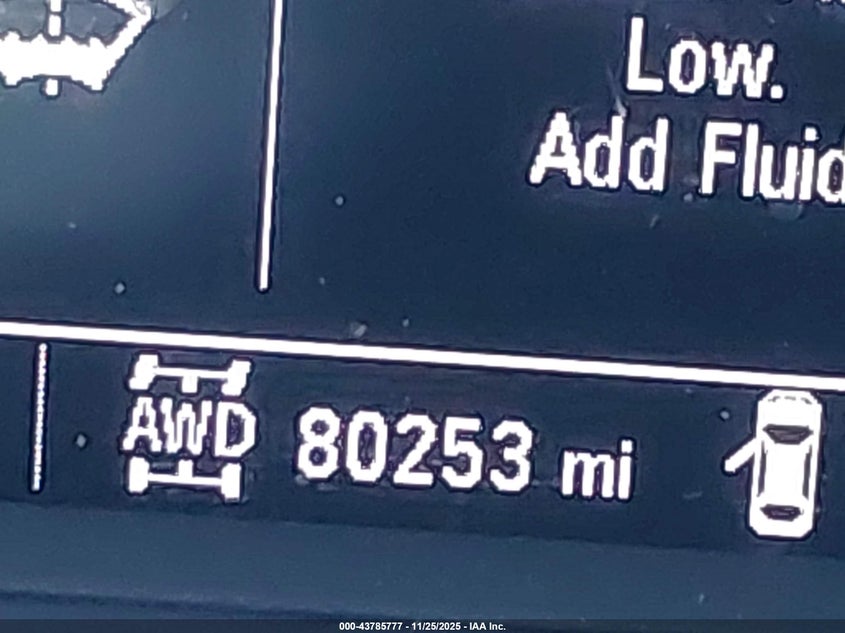 Low.
Add Fluid
AWD 80253 mi
000-43785777 - 11/25/2025 - IAA Inc.